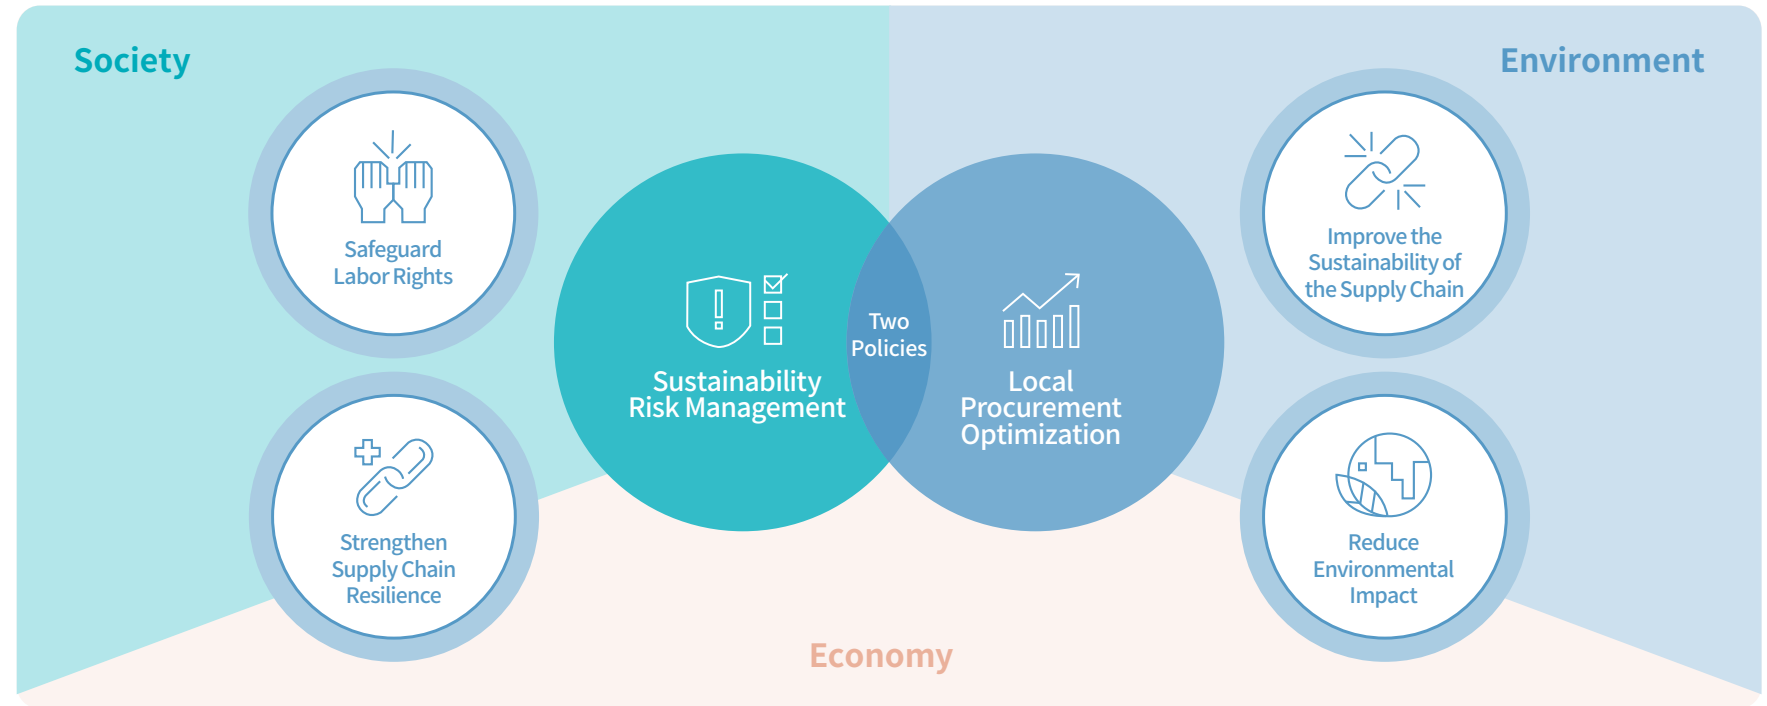 Society
Environment
Safeguard
Labor Rights
Strengthen
Supply Chain
Resilience
Sustainability
Risk Management
Two
Policies
Local
Procurement
Optimization
Improve the
Sustainability of
the Supply Chain
Reduce
Environmental
Impact
Economy